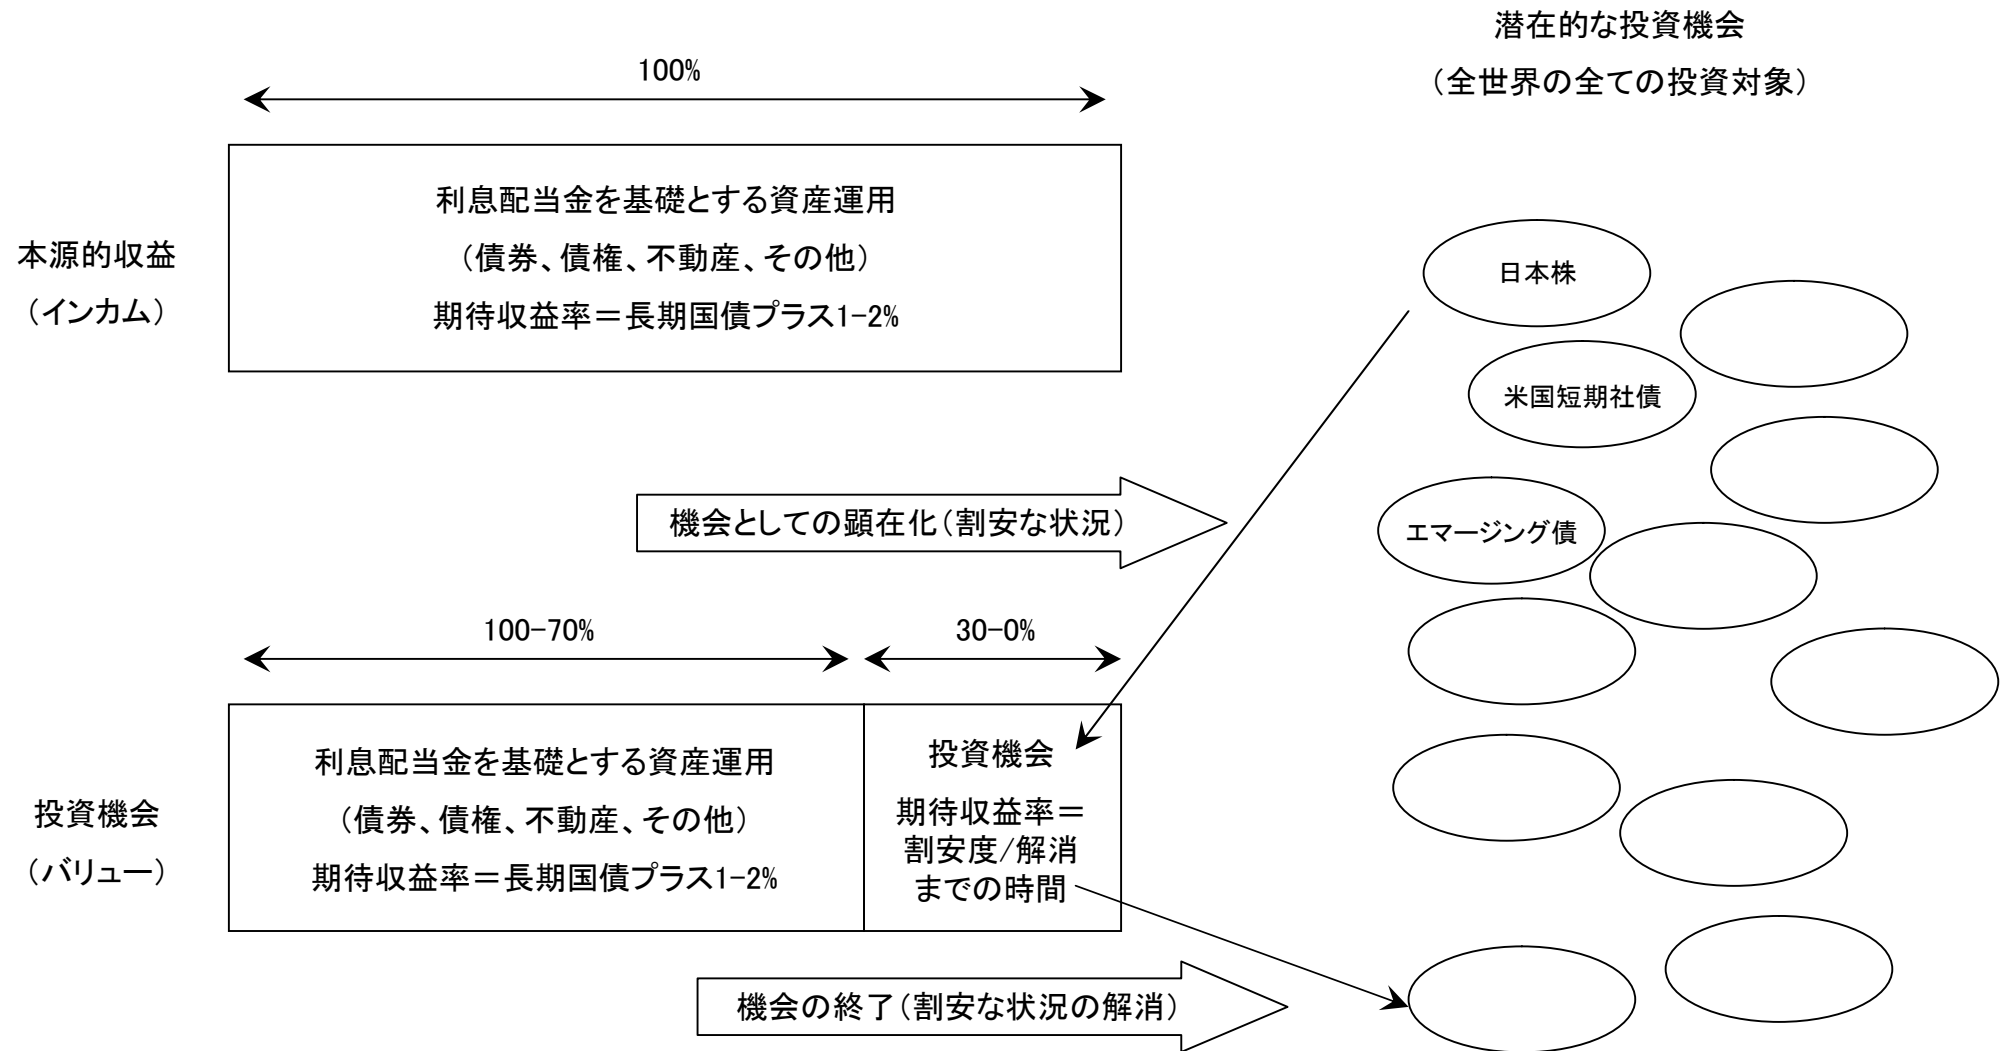 潜在的な投資機会
（全世界の全ての投資対象）
100%
利息配当金を基礎とする資産運用
（債券、債権、不動産、その他）
期待収益率＝長期国債プラス1-2%
本源的収益
（インカム）
日本株
米国短期社債
エマージング債
機会としての顕在化（割安な状況）
100-70%
30-0%
利息配当金を基礎とする資産運用
（債券、債権、不動産、その他）
期待収益率＝長期国債プラス1-2%
投資機会
期待収益率＝
割安度/解消
までの時間
投資機会
（バリュー）
機会の終了（割安な状況の解消）